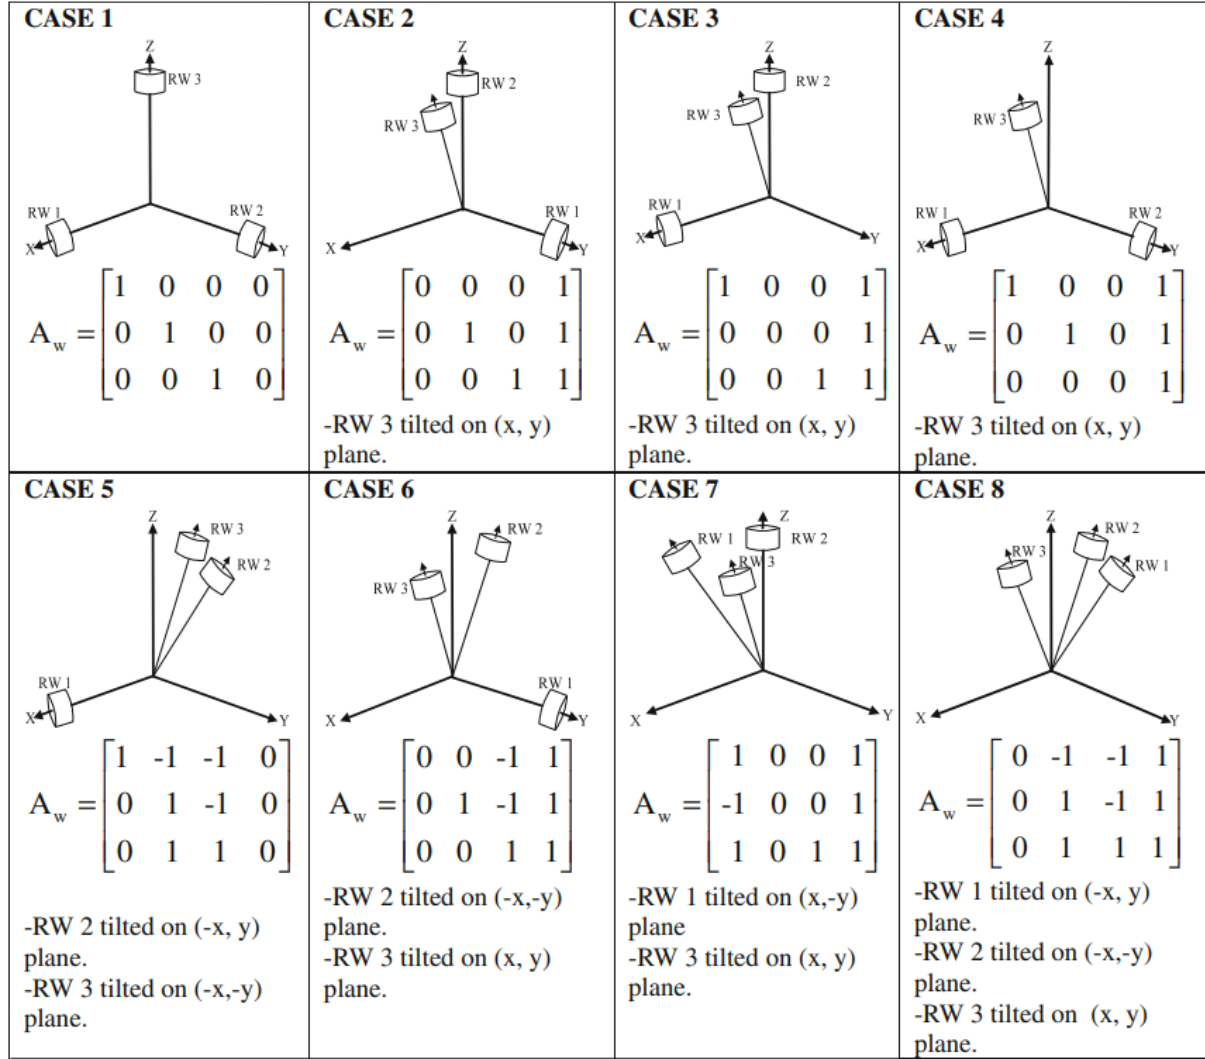 CASE 1
Z
RW 3
RW 1
RW 2
X
Y
A_w = [1 0 0 0
0 1 0 0
0 0 1 0]
CASE 2
Z
RW 2
RW 3
RW 1
X
Y
A_w = [0 0 0 1
0 1 0 1
0 0 1 1]
-RW 3 tilted on (x, y)
plane.
CASE 3
Z
RW 2
RW 3
RW 1
X
Y
A_w = [1 0 0 1
0 0 0 1
0 0 1 1]
-RW 3 tilted on (x, y)
plane.
CASE 4
Z
RW 3
RW 1
RW 2
X
Y
A_w = [1 0 0 1
0 1 0 1
0 0 0 1]
-RW 3 tilted on (x, y)
plane.
CASE 5
Z
RW 3
RW 2
RW 1
X
Y
A_w = [1 -1 -1 0
0 1 -1 0
0 1 1 0]
-RW 2 tilted on (-x, y)
plane.
-RW 3 tilted on (-x,-y)
plane.
CASE 6
Z
RW 2
RW 3
RW 1
X
Y
A_w = [0 0 -1 1
0 1 -1 1
0 0 1 1]
-RW 2 tilted on (-x,-y)
plane.
-RW 3 tilted on (x, y)
plane.
CASE 7
Z
RW 1
RW 2
RW 3
X
Y
A_w = [1 0 0 1
-1 0 0 1
1 0 1 1]
-RW 1 tilted on (x,-y)
plane
-RW 3 tilted on (x, y)
plane.
CASE 8
Z
RW 2
RW 3
RW 1
X
Y
A_w = [0 -1 -1 1
0 1 -1 1
0 1 1 1]
-RW 1 tilted on (-x, y)
plane.
-RW 2 tilted on (-x,-y)
plane.
-RW 3 tilted on (x, y)
plane.